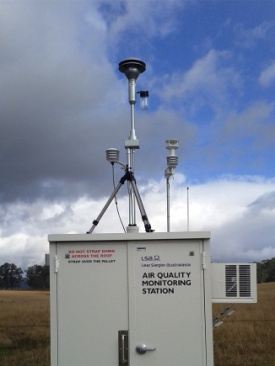 DO NOT STRAP DOWN
ACROSS THE ROOF
STRAP OVER THE PALLET
AIR QUALITY
MONITORING
STATION